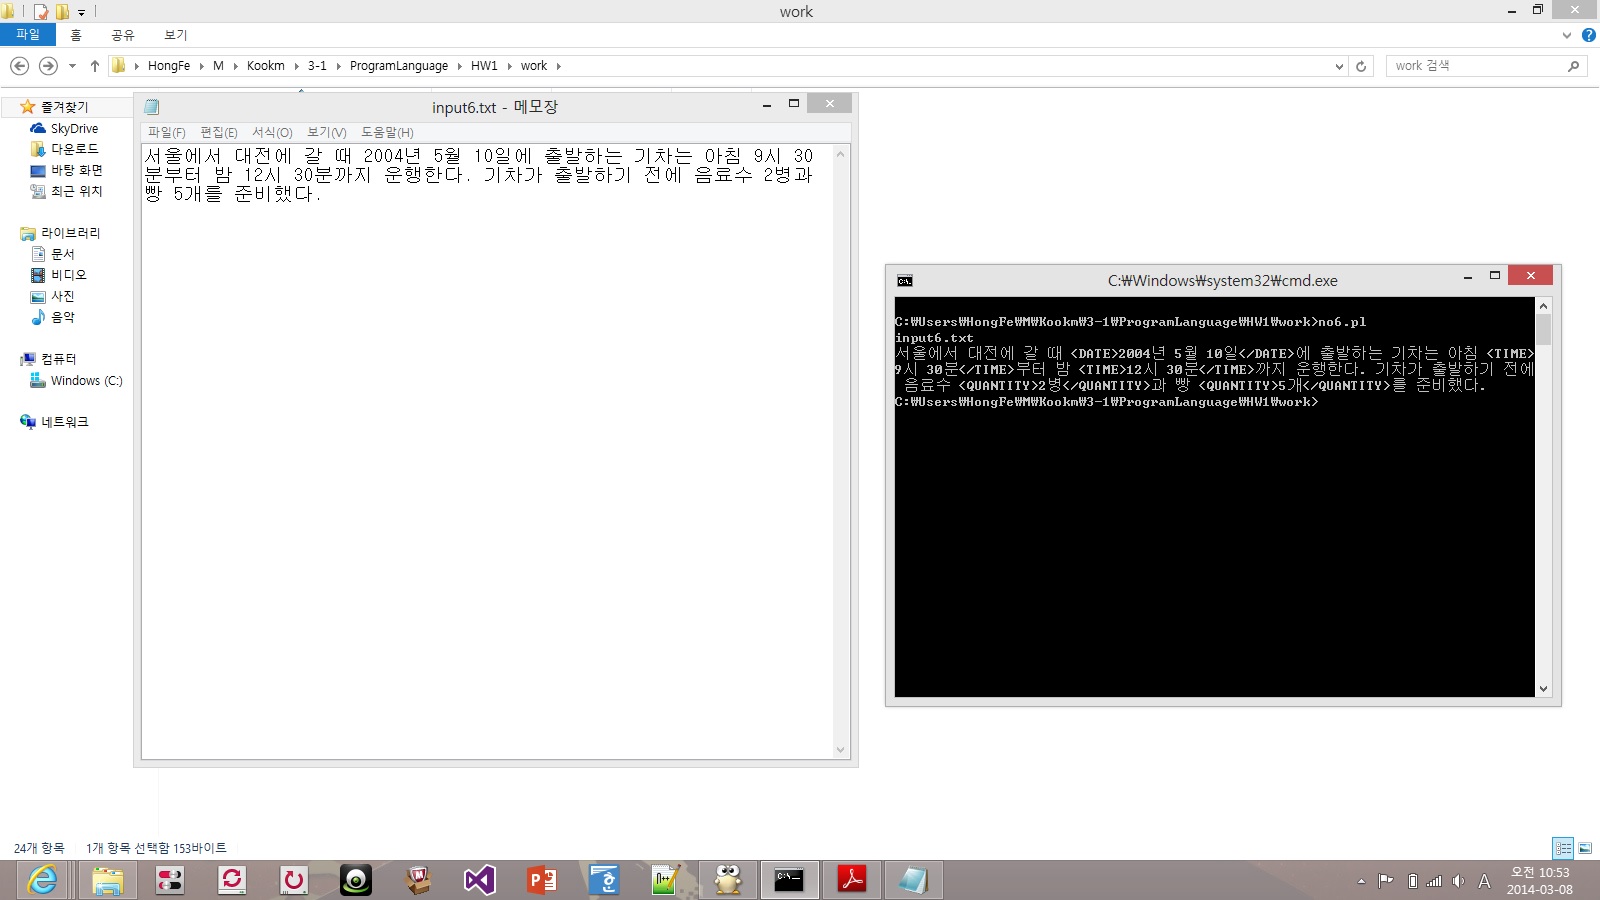 work
파일 홈 공유 보기
HongFe M Kookm 3-1 ProgramLanguage HW1 work
work 검색
즐겨찾기
SkyDrive
다운로드
바탕 화면
최근 위치
라이브러리
문서
비디오
사진
음악
컴퓨터
Windows (C:)
네트워크
input6.txt - 메모장
파일(F) 편집(E) 서식(O) 보기(V) 도움말(H)
서울에서 대전에 갈 때 2004년 5월 10일에 출발하는 기차는 아침 9시 30
분부터 밤 12시 30분까지 운행한다. 기차가 출발하기 전에 음료수 2병과
빵 5개를 준비했다.
C:\Windows\system32\cmd.exe
C:\Users\HongFe\M\Kookm\3-1\ProgramLanguage\HW1\work>no6.pl
input6.txt
서울에서 대전에 갈 때 <DATE>2004년 5월 10일</DATE>에 출발하는 기차는 아침 <TIME>
9시 30분</TIME>부터 밤 <TIME>12시 30분</TIME>까지 운행한다. 기차가 출발하기 전에
음료수 <QUANTITY>2병</QUANTITY>과 빵 <QUANTITY>5개</QUANTITY>를 준비했다.
C:\Users\HongFe\M\Kookm\3-1\ProgramLanguage\HW1\work>
24개 항목 1개 항목 선택함 153바이트
A
오전 10:53
2014-03-08